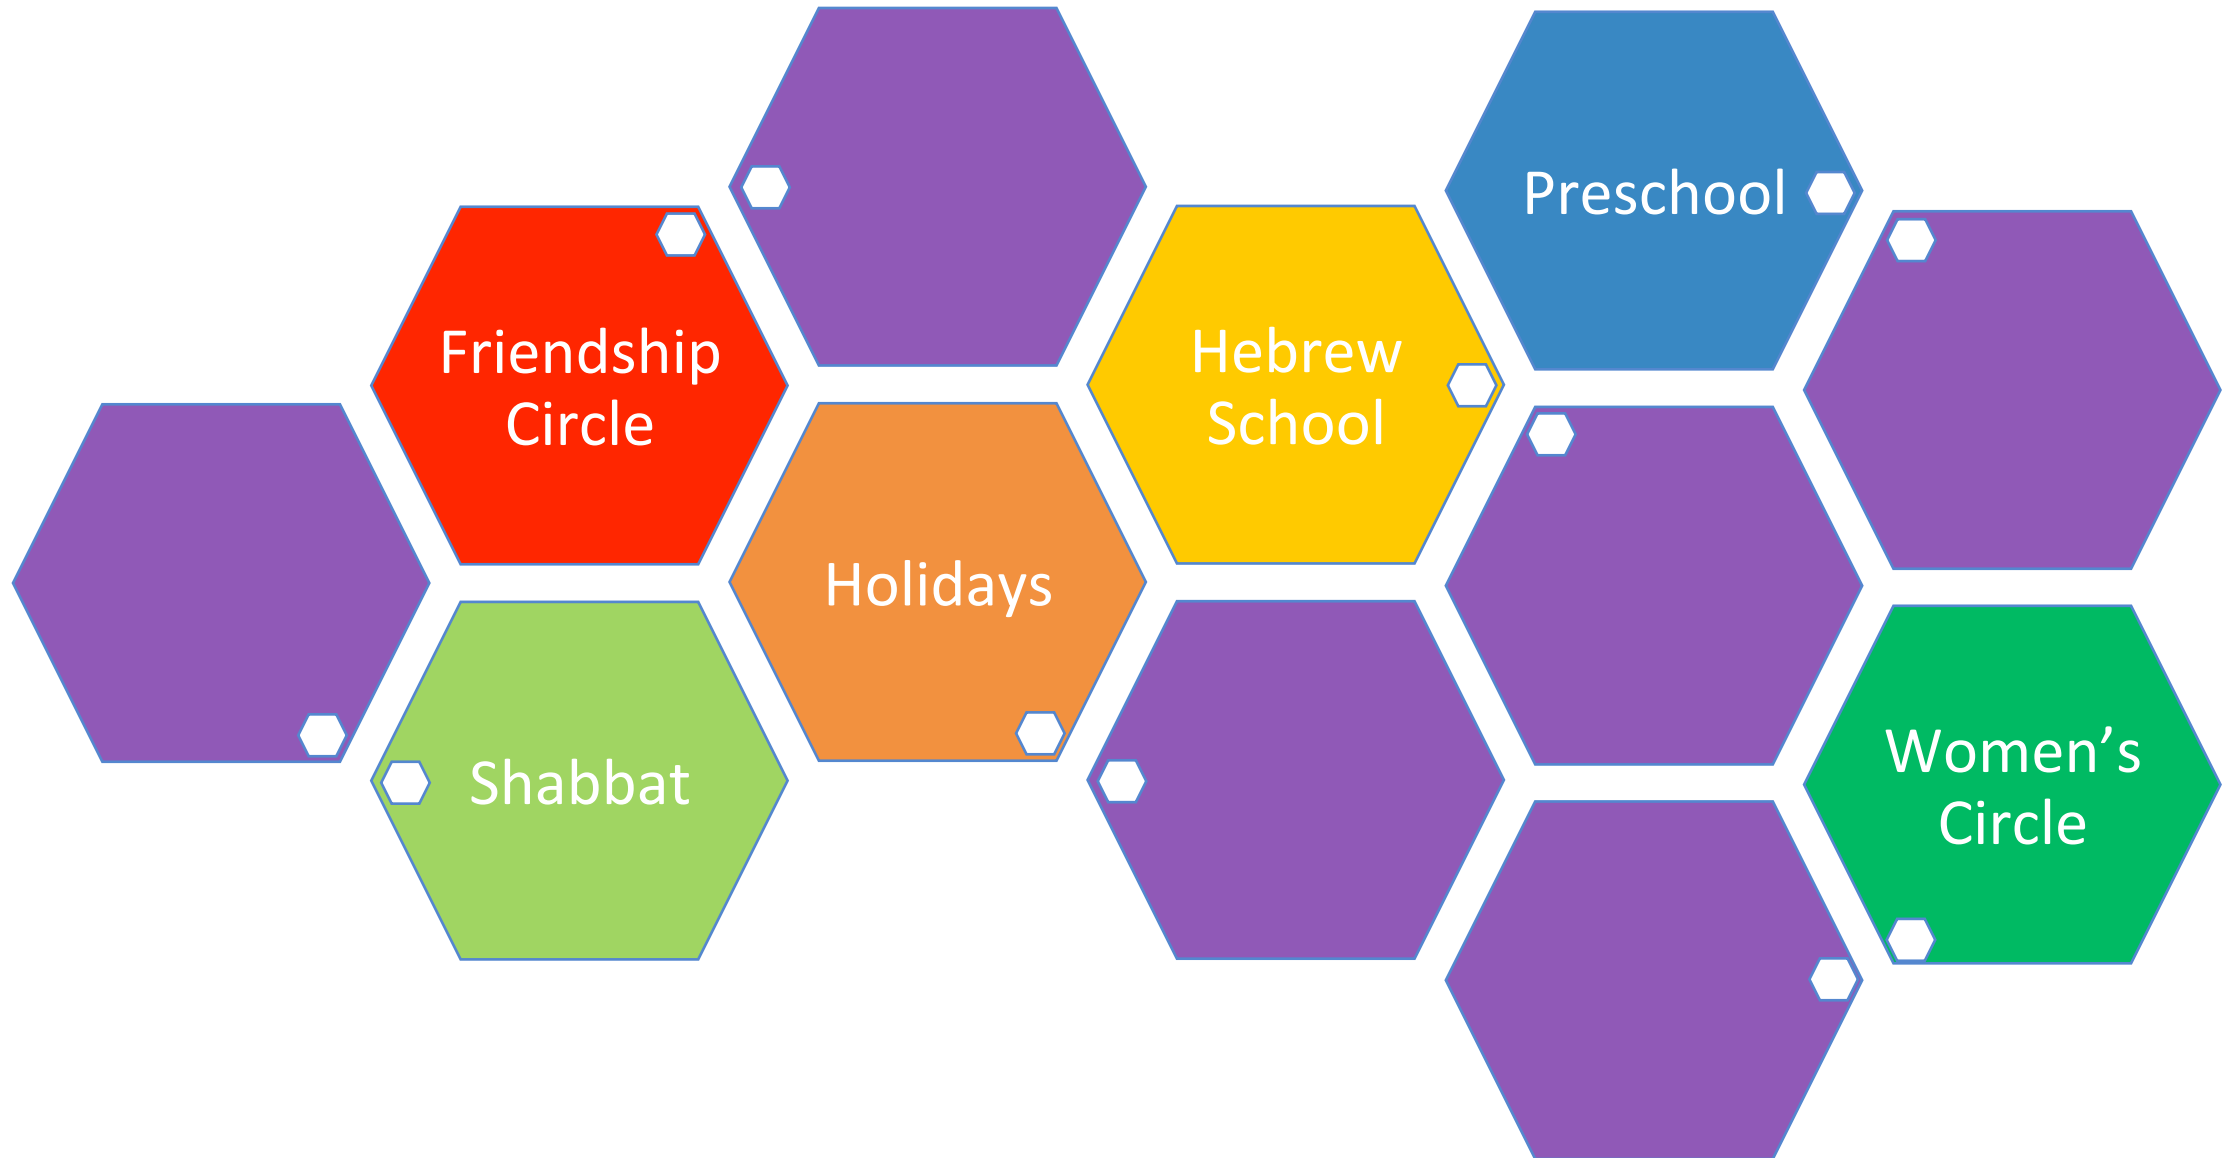 Preschool
Friendship
Circle
Hebrew
School
Holidays
Shabbat
Women’s
Circle